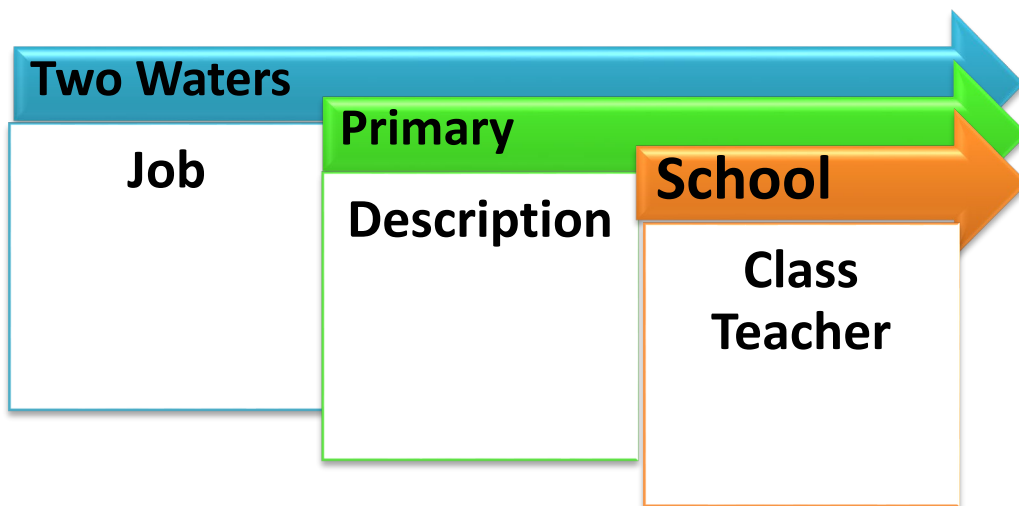 Two Waters
Primary
School
Job
Description
Class
Teacher